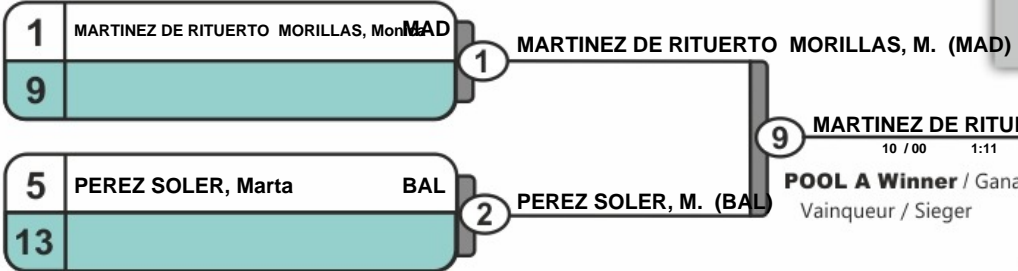 1 MARTINEZ DE RITUERTO MORILLAS, Monica MAD
9
1
MARTINEZ DE RITUERTO MORILLAS, M. (MAD)
5 PEREZ SOLER, Marta BAL
13
2
PEREZ SOLER, M. (BAL)
9
MARTINEZ DE RITU
10 / 00 1:11
POOL A Winner / Gana
Vainqueur / Sieger